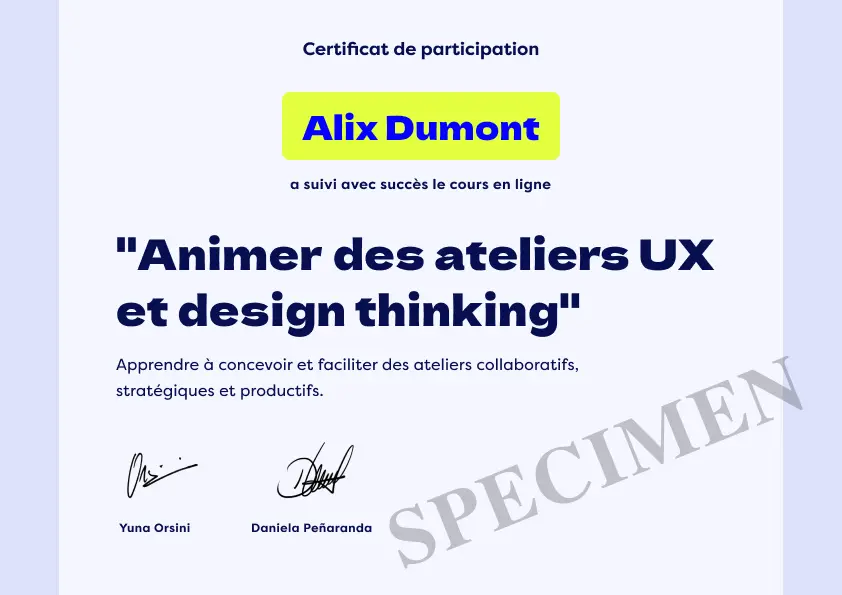 Certificat de participation
Alix Dumont
a suivi avec succès le cours en ligne
"Animer des ateliers UX
et design thinking"
Apprendre à concevoir et faciliter des ateliers collaboratifs,
stratégiques et productifs.
SPECIMEN
Yuna Orsini
Daniela Peñaranda